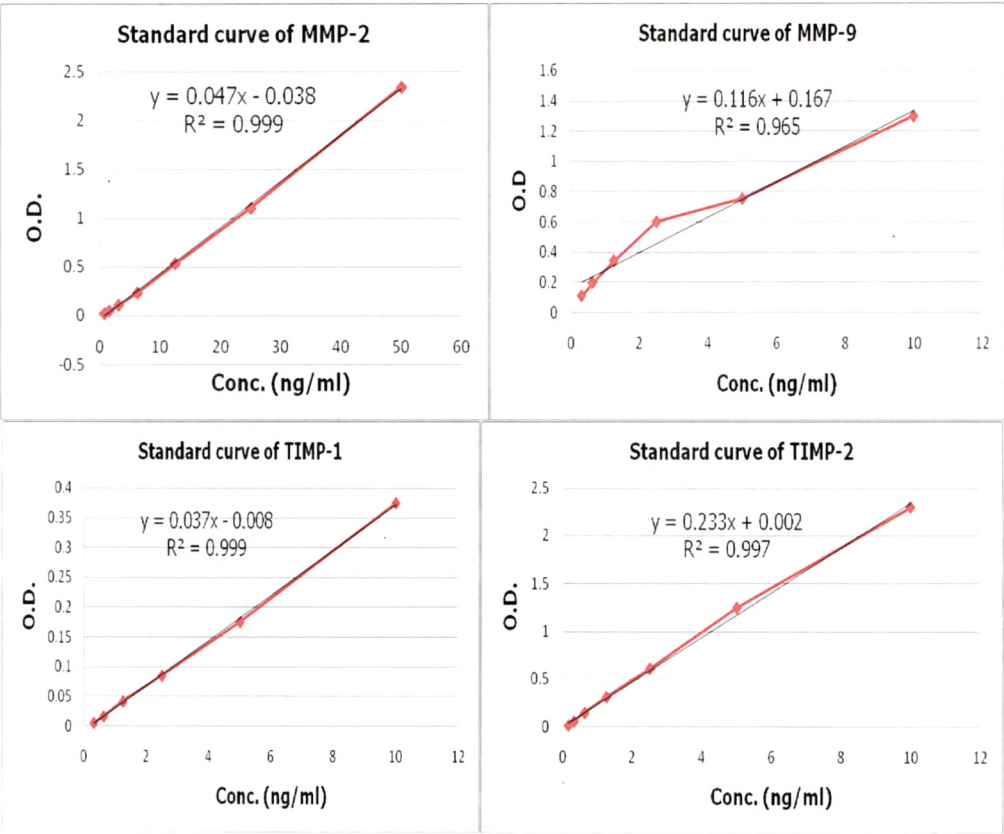 Standard curve of MMP-2
y = 0.047x - 0.038
R² = 0.999
2.5
2
1.5
1
0.5
0
-0.5
0 10 20 30 40 50 60
O.D.
Conc. (ng/ml)
Standard curve of MMP-9
y = 0.116x + 0.167
R² = 0.965
1.6
1.4
1.2
1
0.8
0.6
0.4
0.2
0
0 2 4 6 8 10 12
O.D
Conc. (ng/ml)
Standard curve of TIMP-1
y = 0.037x - 0.008
R² = 0.999
0.4
0.35
0.3
0.25
0.2
0.15
0.1
0.05
0
0 2 4 6 8 10 12
O.D.
Conc. (ng/ml)
Standard curve of TIMP-2
y = 0.233x + 0.002
R² = 0.997
2.5
2
1.5
1
0.5
0
0 2 4 6 8 10 12
O.D.
Conc. (ng/ml)